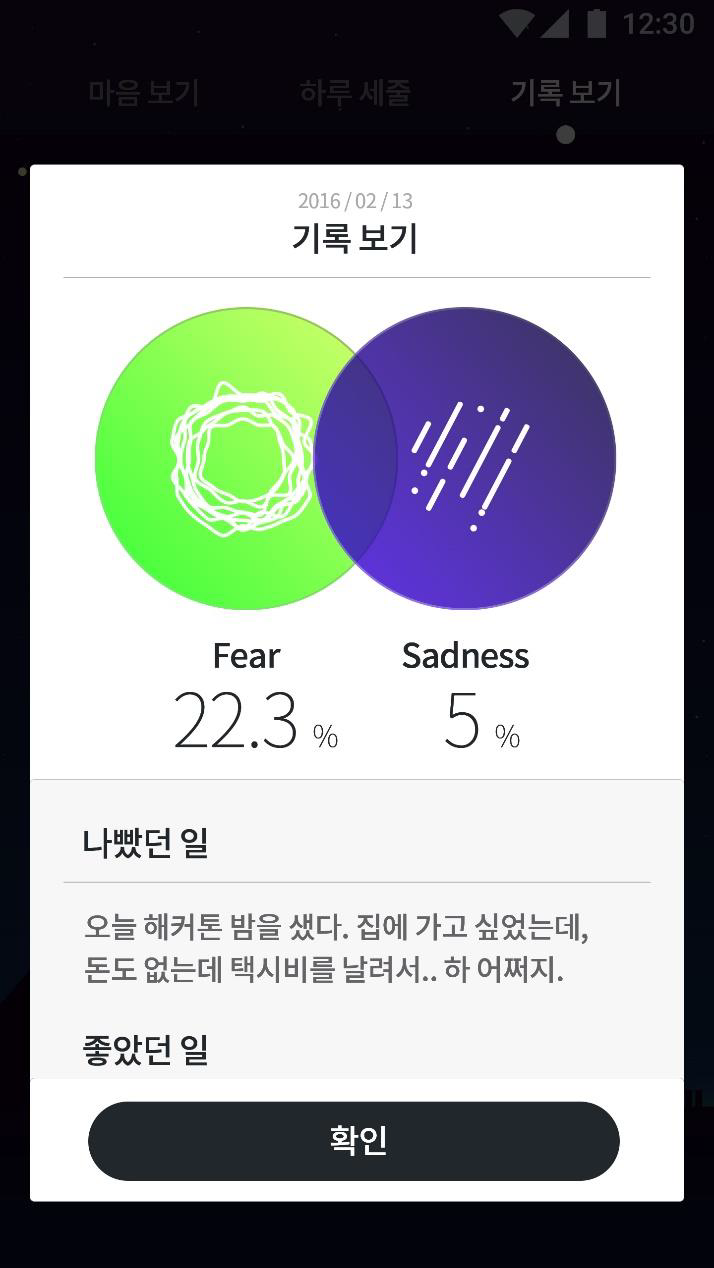 12:30
마음 보기
하루 세줄
기록 보기
2016 / 02 / 13
기록 보기
Fear
Sadness
22.3 %
5 %
나빴던 일
오늘 해커톤 밤을 샜다. 집에 가고 싶었는데,
돈도 없는데 택시비를 날려서.. 하 어쩌지.
좋았던 일
확인